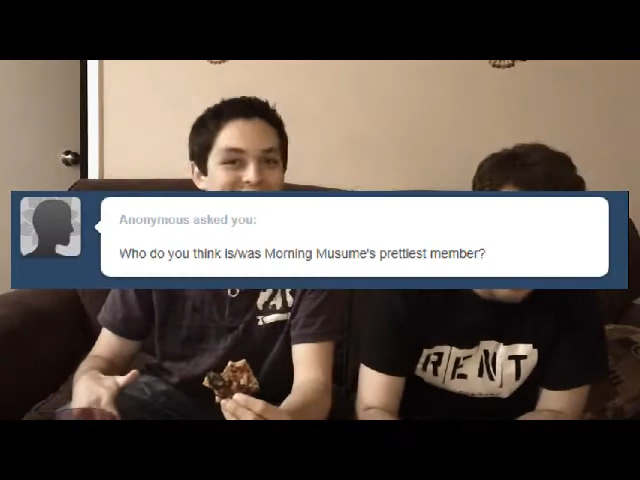 Anonymous asked you:
Who do you think is/was Morning Musume's prettiest member?
RENT